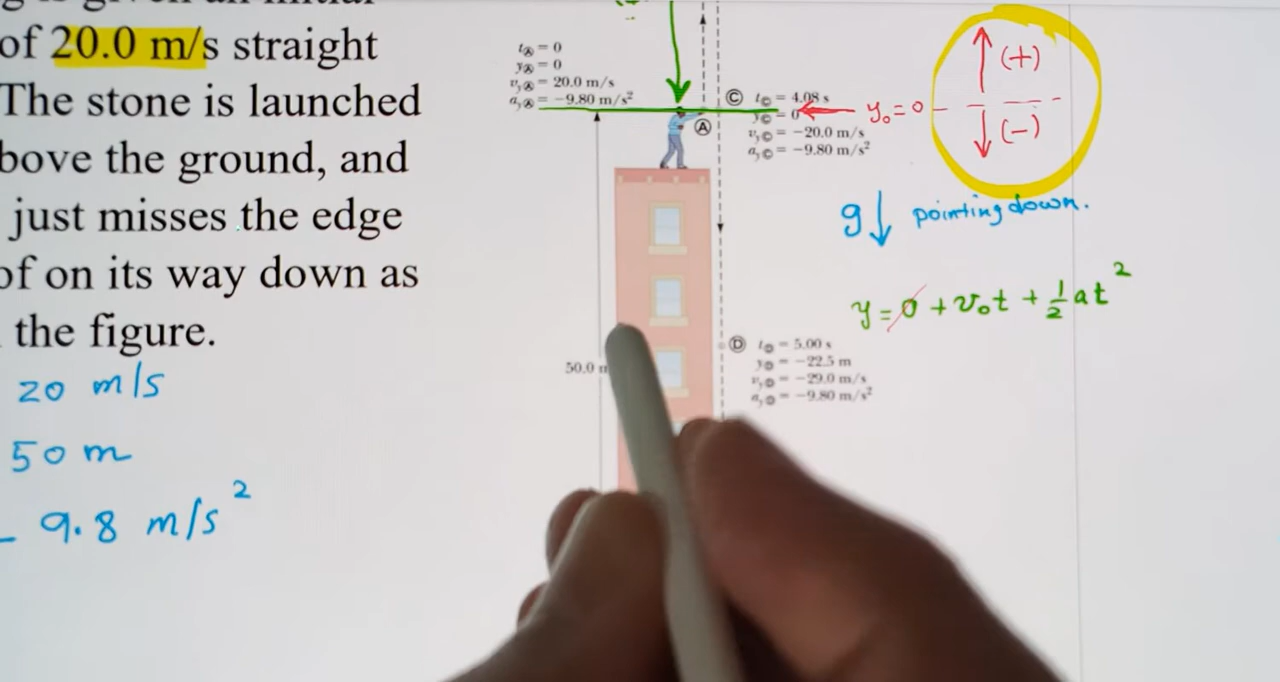 of 20.0 m/s straight
The stone is launched
bove the ground, and
just misses the edge
of on its way down as
the figure.
20 m/s
50 m
- 9.8 m/s²
tⒶ = 0
yⒶ = 0
vyⒶ = 20.0 m/s
ayⒶ = −9.80 m/s²
Ⓐ
Ⓒ tⒸ = 4.08 s
yⒸ = 0
vyⒸ = −20.0 m/s
ayⒸ = −9.80 m/s²
y₀ = 0
(+)
(−)
g↓ pointing down.
y = 0 + v₀t + ½at²
50.0
Ⓓ tⒹ = 5.00 s
yⒹ = −22.5 m
vyⒹ = −29.0 m/s
ayⒹ = −9.80 m/s²